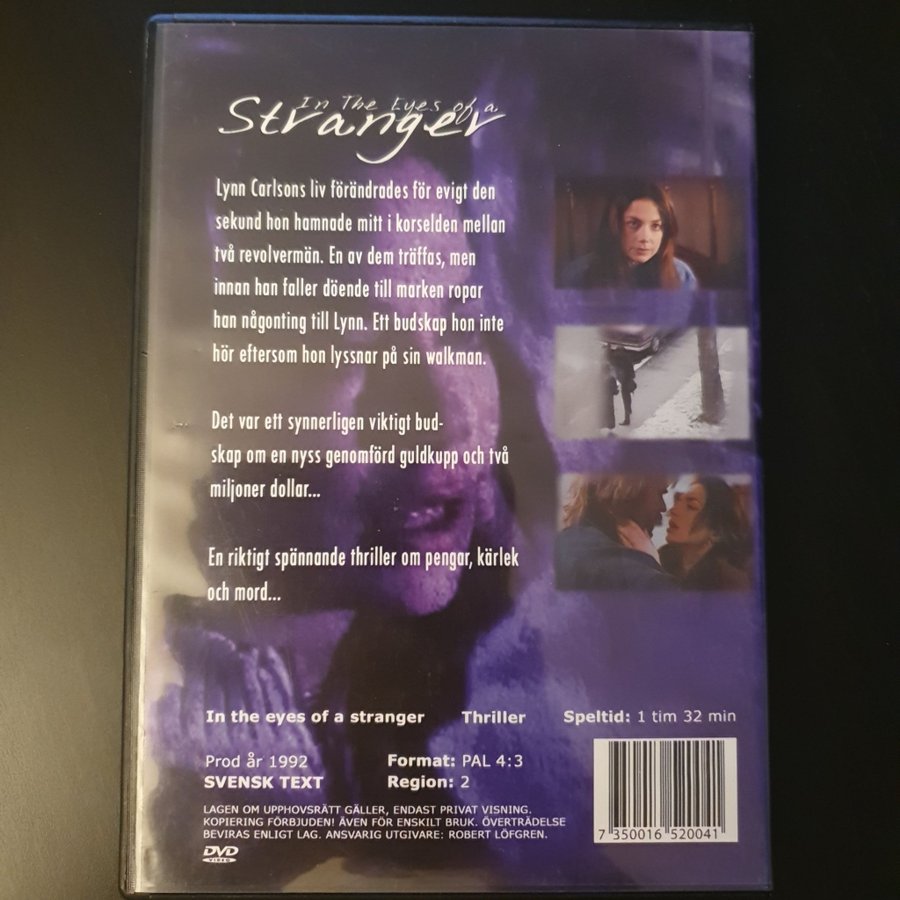 In The Eyes of a
Stranger
Lynn Carlsons liv förändrades för evigt den
sekund hon hamnade mitt i korselden mellan
två revolvermän. En av dem träffas, men
innan han faller döende till marken ropar
han någonting till Lynn. Ett budskap hon inte
hör eftersom hon lyssnar på sin walkman.
Det var ett synnerligen viktigt bud-
skap om en nyss genomförd guldkupp och två
miljoner dollar...
En riktigt spännande thriller om pengar, kärlek
och mord...
In the eyes of a stranger Thriller Speltid: 1 tim 32 min
Prod år 1992 Format: PAL 4:3
SVENSK TEXT Region: 2
LAGEN OM UPPHOVSRÄTT GÄLLER, ENDAST PRIVAT VISNING.
KOPIERING FÖRBJUDEN! ÄVEN FÖR ENSKILT BRUK. ÖVERTRÄDELSE
BEVIRAS ENLIGT LAG. ANSVARIG UTGIVARE: ROBERT LÖFGREN.
7 350016 520041
DVD
VIDEO